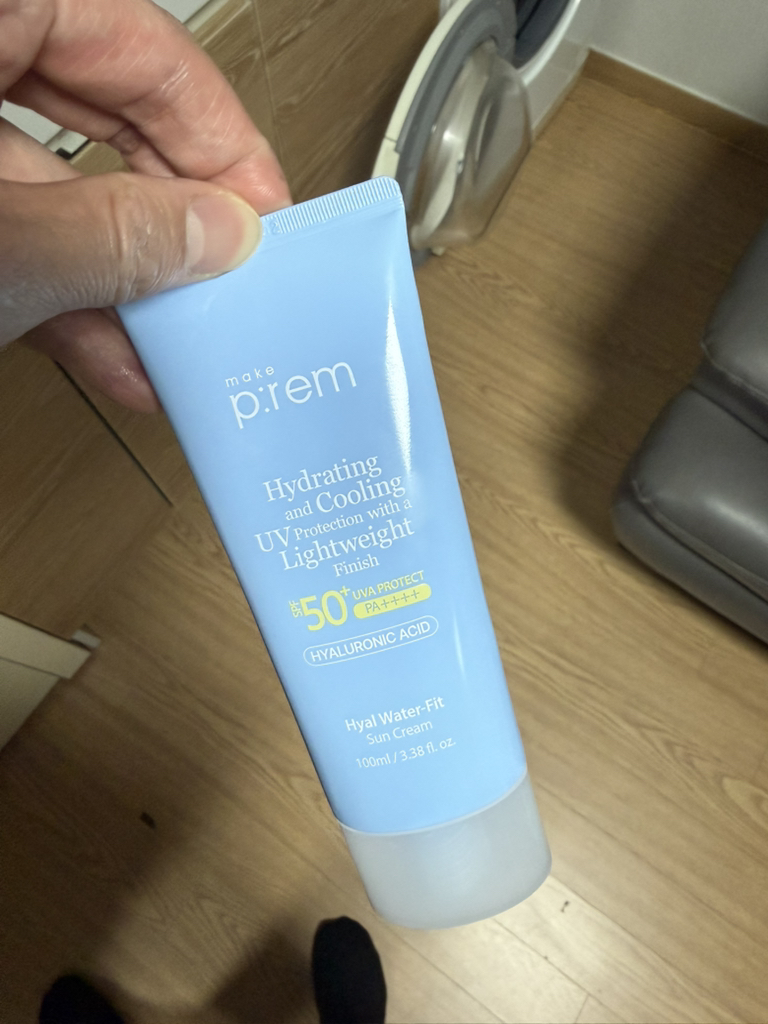 make
p:rem
Hydrating
and Cooling
UV Protection with a
Lightweight
Finish
SPF 50+ UVA PROTECT
PA++++
HYALURONIC ACID
Hyal Water-Fit
Sun Cream
100ml / 3.38 fl. oz.